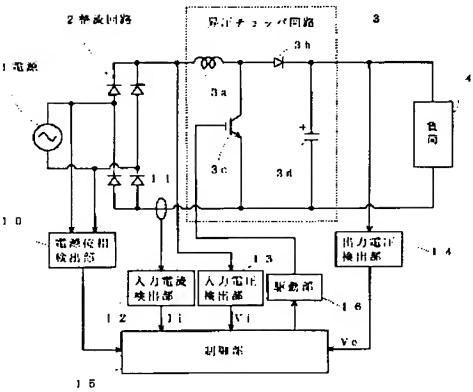 2整流回路
昇圧チョッパ回路
3
1電源
3b
3a
4
負荷
3c
3d
11
10
電源位相
検出部
出力電圧
検出部
14
13
入力電流
検出部
入力電圧
検出部
駆動部
16
12
Ii
Vi
Vo
制御部
15